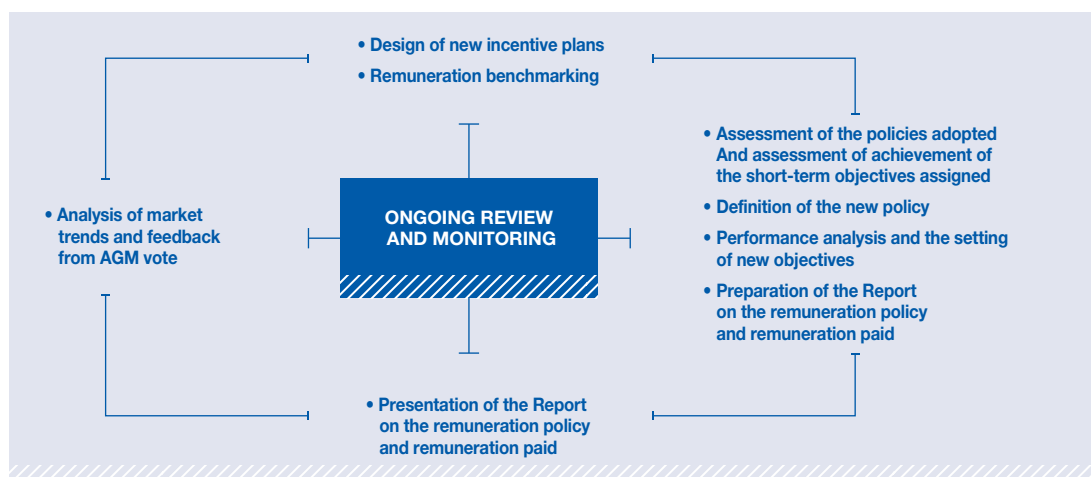 • Design of new incentive plans
• Remuneration benchmarking
• Assessment of the policies adopted
And assessment of achievement of
the short-term objectives assigned
• Definition of the new policy
• Performance analysis and the setting
of new objectives
• Preparation of the Report
on the remuneration policy
and remuneration paid
ONGOING REVIEW
AND MONITORING
• Analysis of market
trends and feedback
from AGM vote
• Presentation of the Report
on the remuneration policy
and remuneration paid